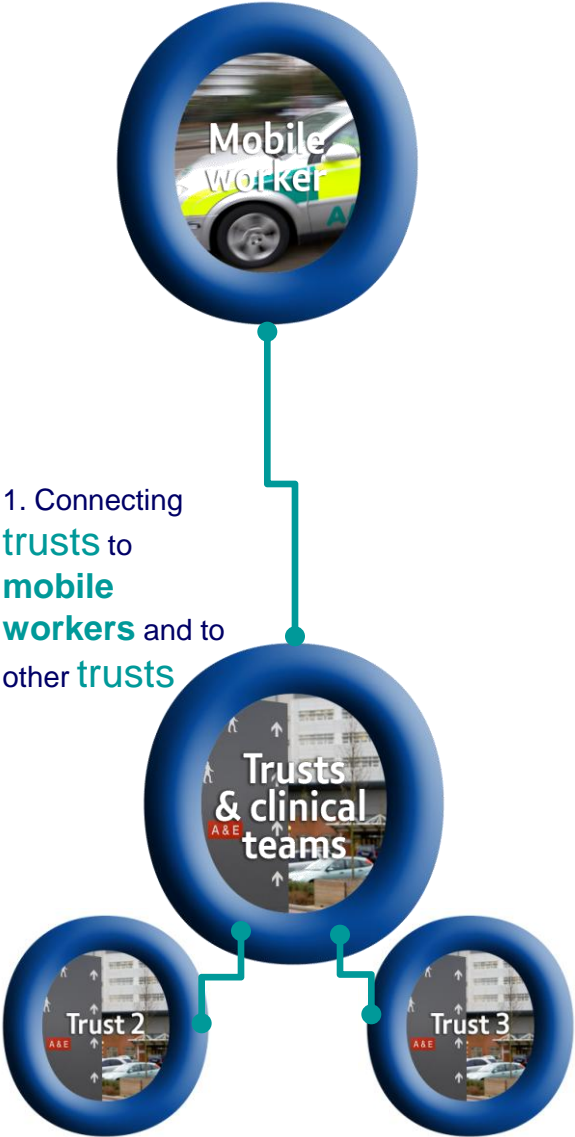 Mobile
worker
1. Connecting
trusts to
mobile
workers and to
other trusts
Trusts
& clinical
teams
A&E
Trust 2
A&E
Trust 3
A&E